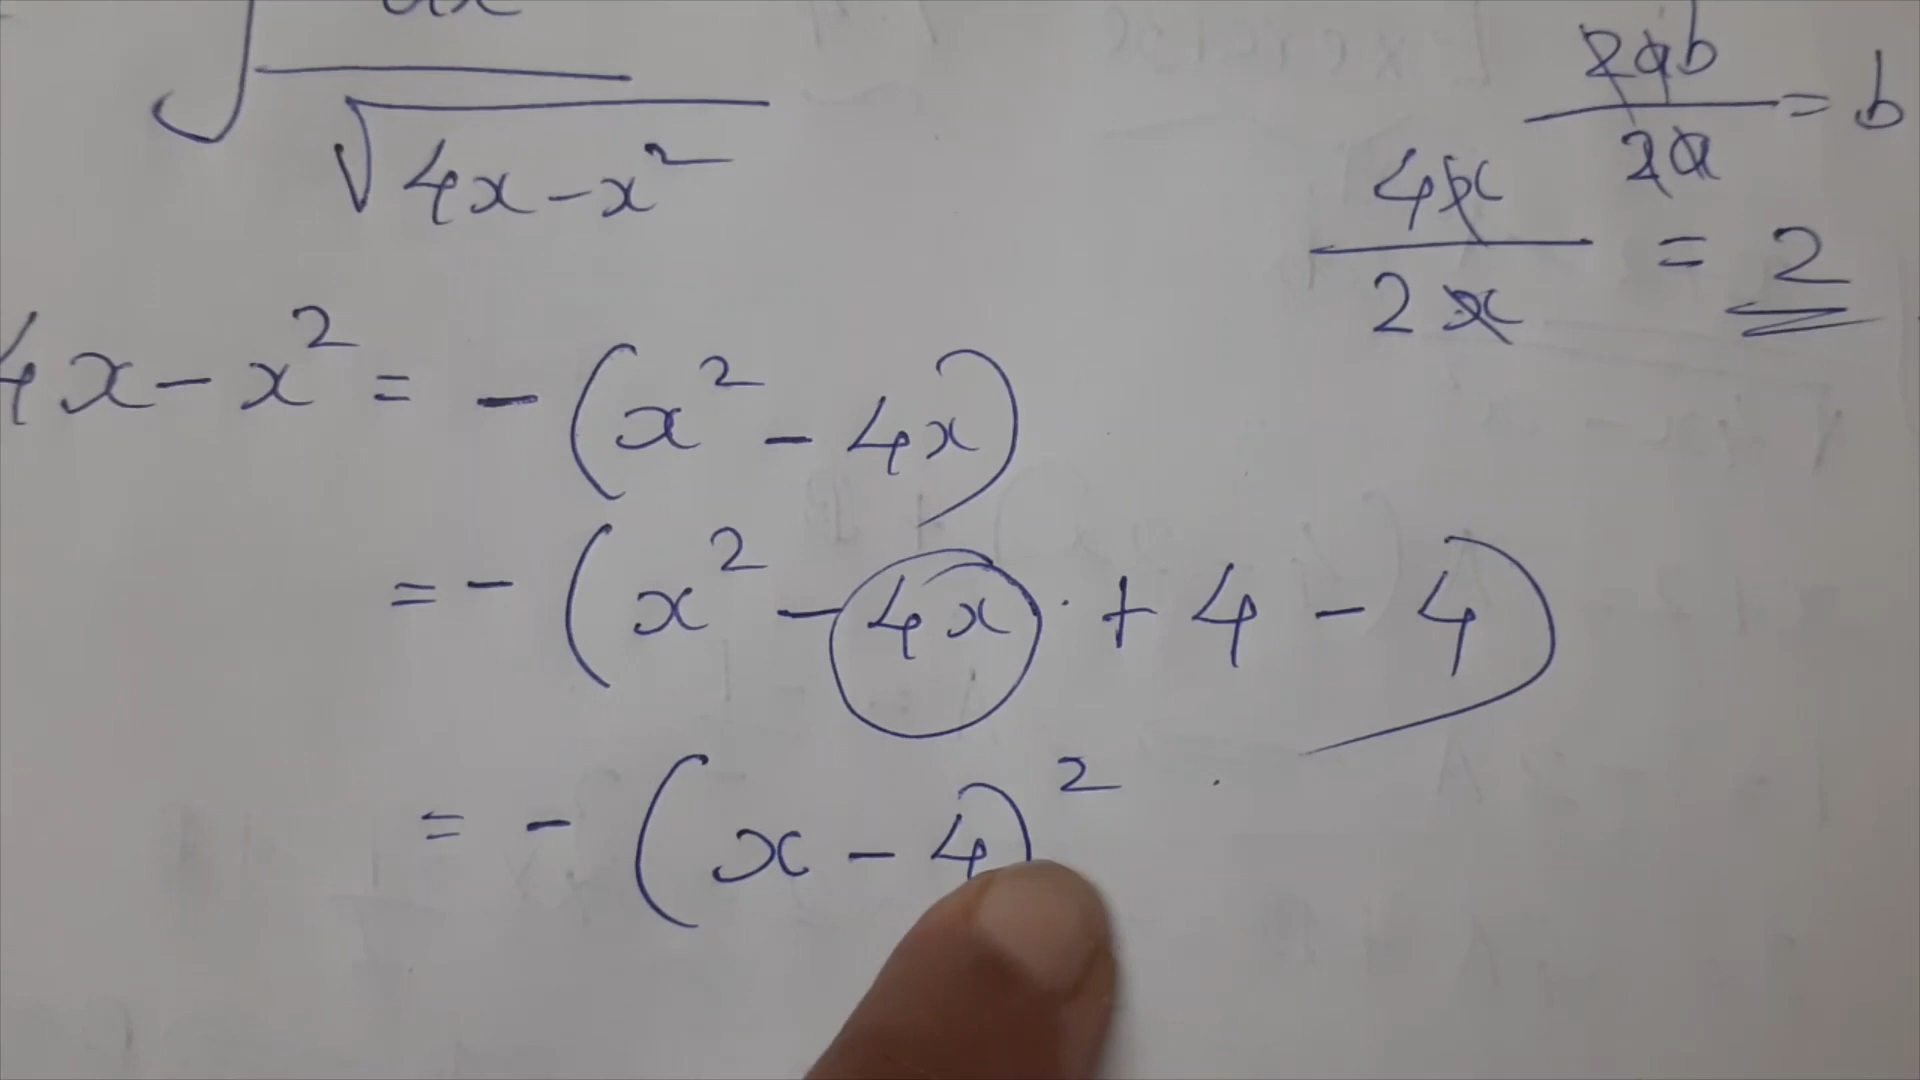 ∫ dx / √(4x - x²)
2ab / 2a = b
4x / 2x = 2
4x - x² = - (x² - 4x)
= - (x² - 4x + 4 - 4)
= - (x - 4)²